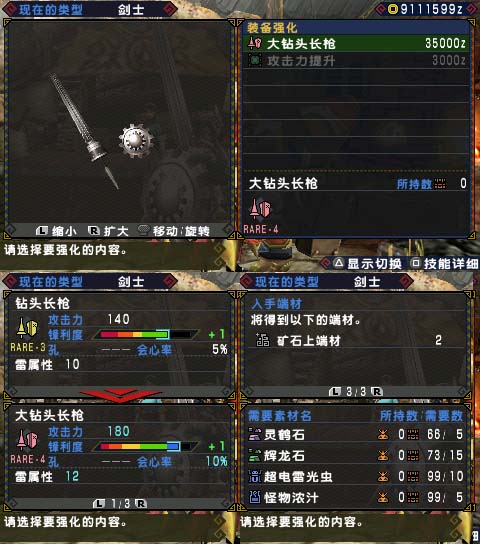 现在的类型 剑士
9111599z
装备强化
大钻头长枪 35000z
攻击力提升 3000z
大钻头长枪 所持数 0
RARE-4
L 缩小 R 扩大 移动/旋转
请选择要强化的内容。
△显示切换 □技能详细
现在的类型 剑士
钻头长枪
攻击力 140
锋利度 +1
RARE-3 孔 --- 会心率 5%
雷属性 10
大钻头长枪
攻击力 180
锋利度 +1
RARE-4 孔 --- 会心率 10%
雷属性 12
L 1/3 R
请选择要强化的内容。
现在的类型 剑士
入手端材
将得到以下的端材。
矿石上端材 2
L 3/3 R
需要素材名 所持数/需要数
灵鹤石 0 66/ 5
辉龙石 0 73/15
超电雷光虫 0 99/10
怪物浓汁 0 99/ 5
请选择要强化的内容。